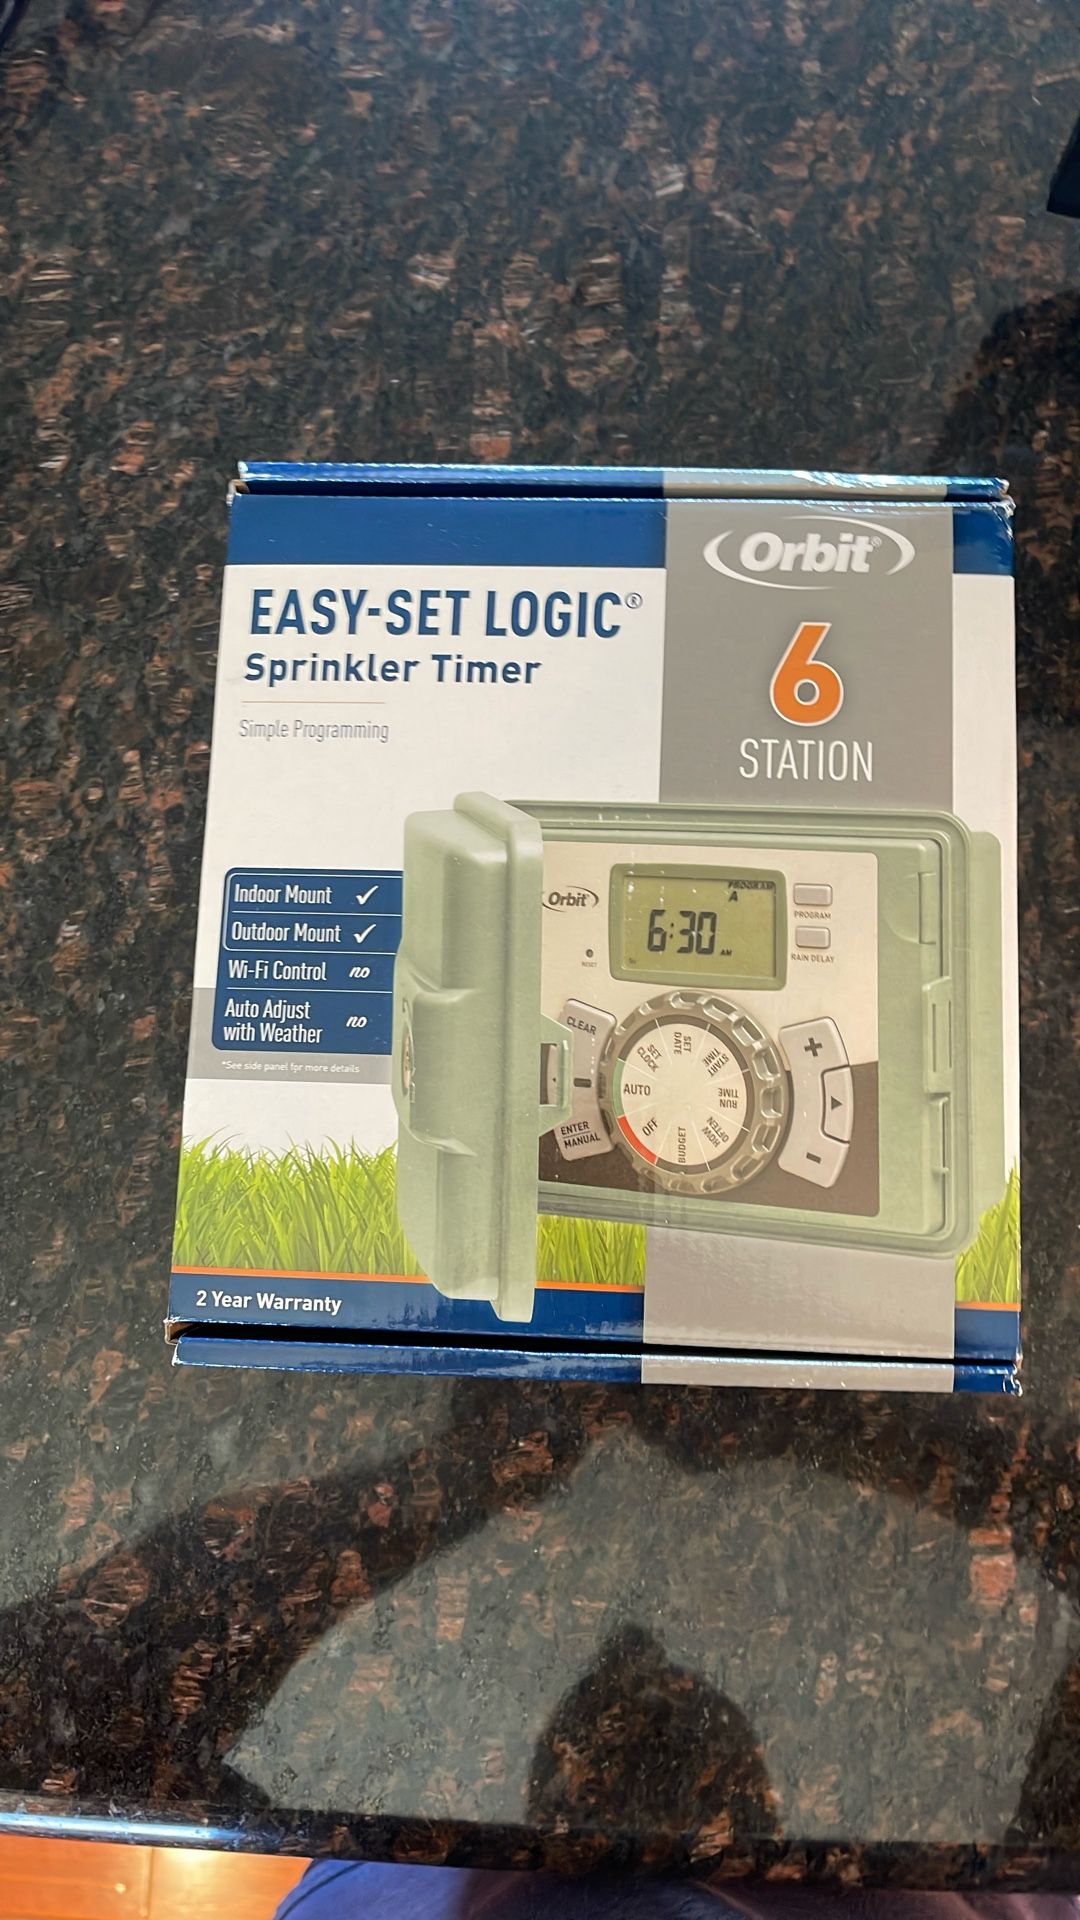 Orbit®
EASY-SET LOGIC®
Sprinkler Timer
Simple Programming
6
STATION
Indoor Mount ✓
Outdoor Mount ✓
Wi-Fi Control no
Auto Adjust
with Weather no
*See side panel for more details
Orbit
PROGRAM
A
6:30 AM
RESET
PROGRAM
RAIN DELAY
CLEAR
ENTER
MANUAL
SET
CLOCK
SET
DATE
START
TIME
RUN
TIME
HOW
OFTEN
BUDGET
OFF
AUTO
+
-
2 Year Warranty